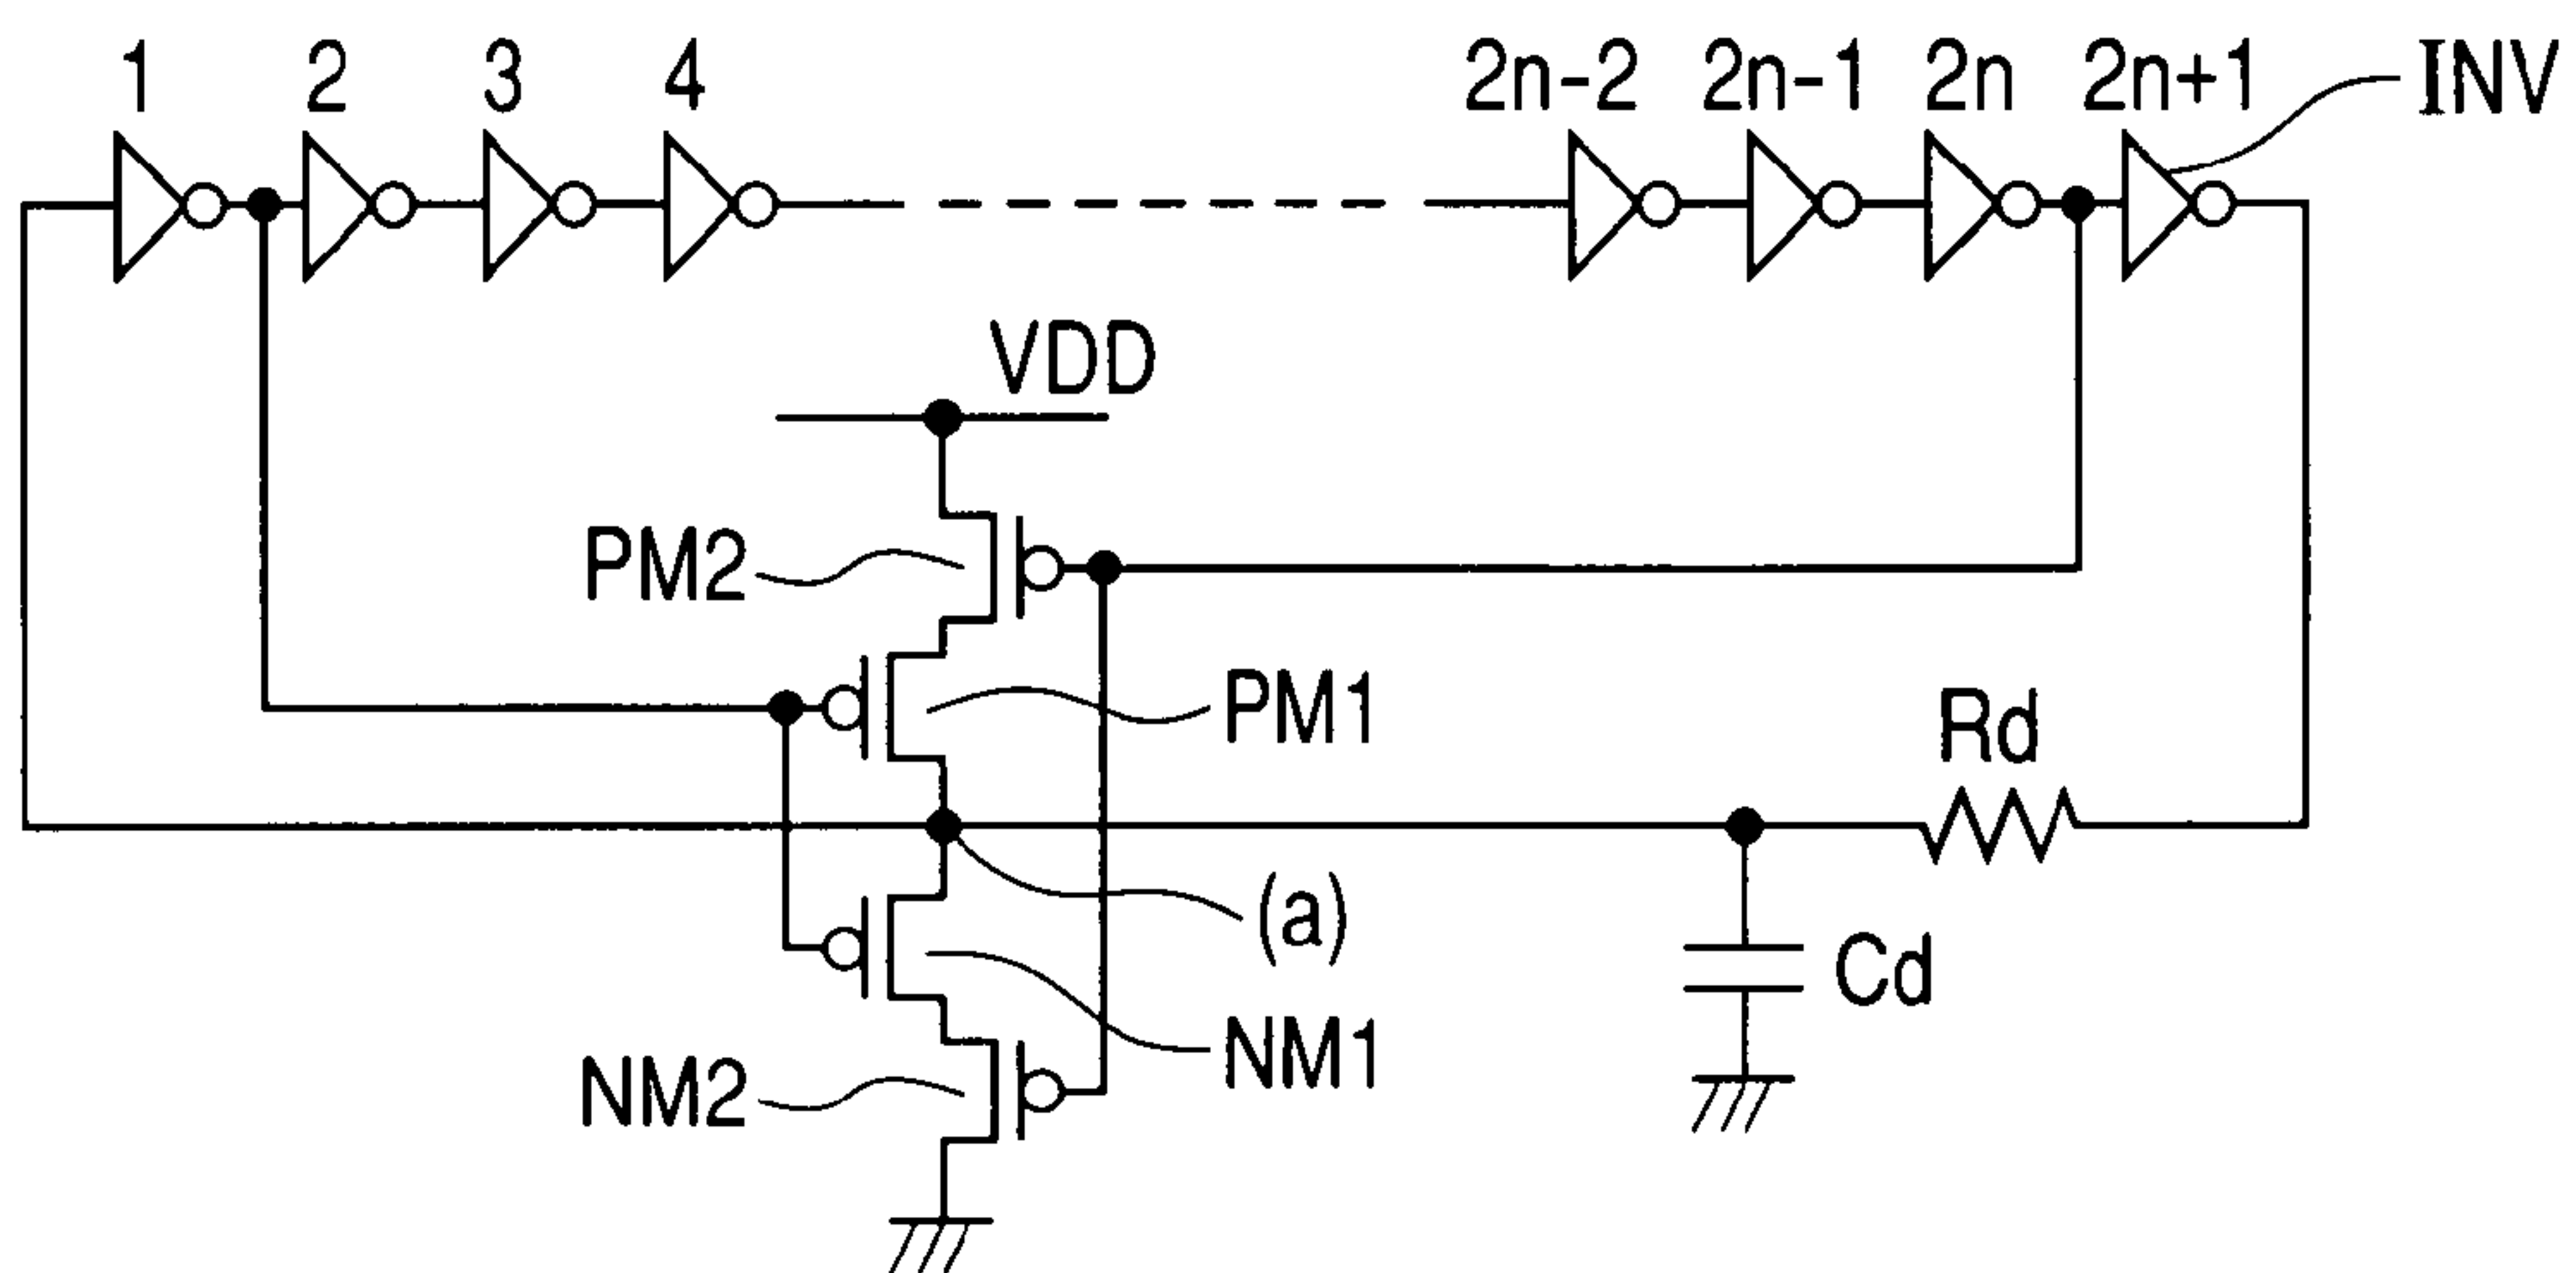 1 2 3 4 2n-2 2n-1 2n 2n+1 INV
VDD
PM2
PM1
Rd
(a)
Cd
NM1
NM2